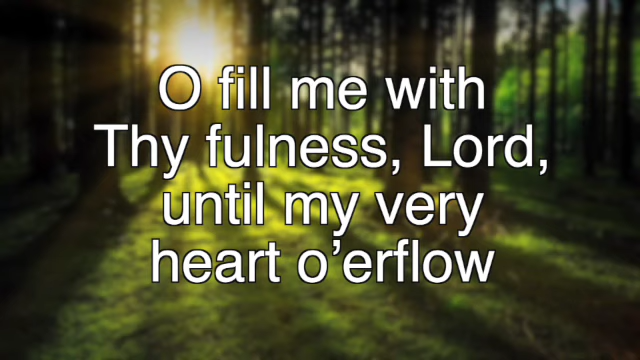 O fill me with
Thy fulness, Lord,
until my very
heart o’erflow